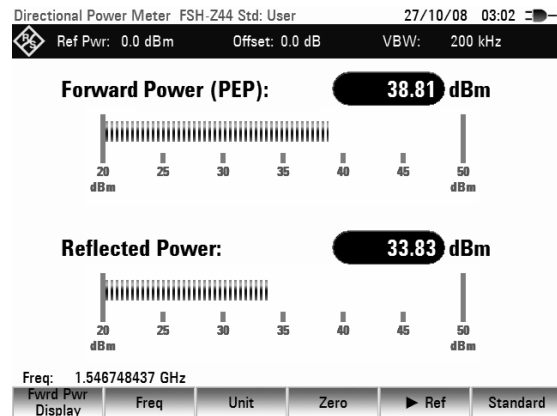 Directional Power Meter FSH-Z44 Std: User 27/10/08 03:02
R&S Ref Pwr: 0.0 dBm Offset: 0.0 dB VBW: 200 kHz
Forward Power (PEP): 38.81 dBm
20 25 30 35 40 45 50
dBm dBm
Reflected Power: 33.83 dBm
20 25 30 35 40 45 50
dBm dBm
Freq: 1.546748437 GHz
Fwrd Pwr Display Freq Unit Zero ► Ref Standard